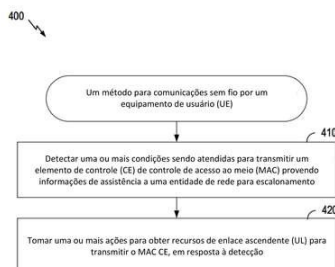 400
Um método para comunicações sem fio por um
equipamento de usuário (UE)
410
Detectar uma ou mais condições sendo atendidas para transmitir um
elemento de controle (CE) de controle de acesso ao meio (MAC) provendo
informações de assistência a uma entidade de rede para escalonamento
420
Tomar uma ou mais ações para obter recursos de enlace ascendente (UL) para
transmitir o MAC CE, em resposta à detecção